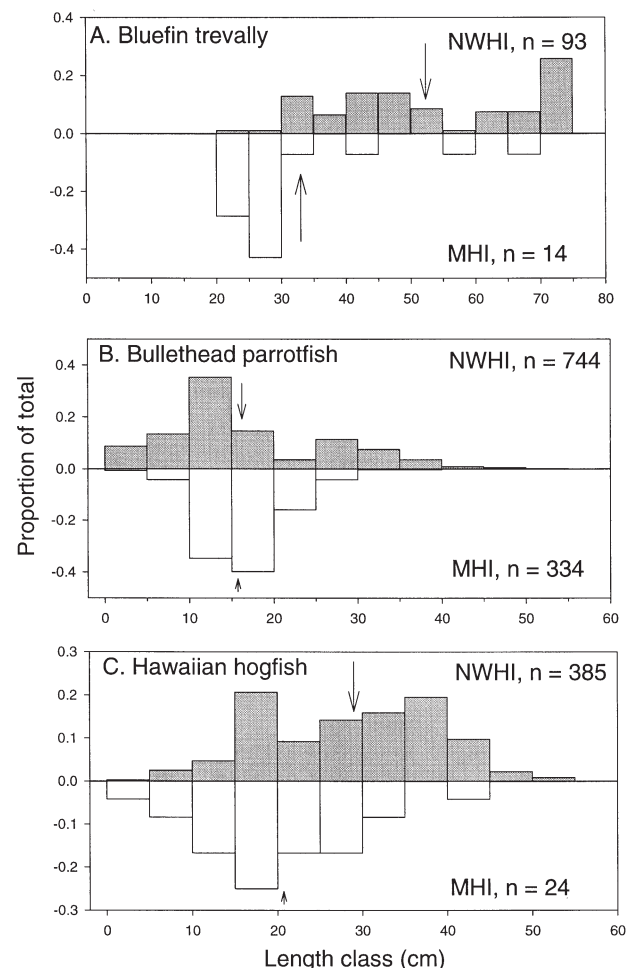 A. Bluefin trevally
NWHI, n = 93
0.4
0.2
0.0
-0.2
-0.4
MHI, n = 14
0 10 20 30 40 50 60 70 80
B. Bullethead parrotfish
NWHI, n = 744
0.4
0.2
0.0
-0.2
-0.4
MHI, n = 334
0 10 20 30 40 50 60
Proportion of total
C. Hawaiian hogfish
NWHI, n = 385
0.3
0.2
0.1
0.0
-0.1
-0.2
-0.3
MHI, n = 24
0 10 20 30 40 50 60
Length class (cm)